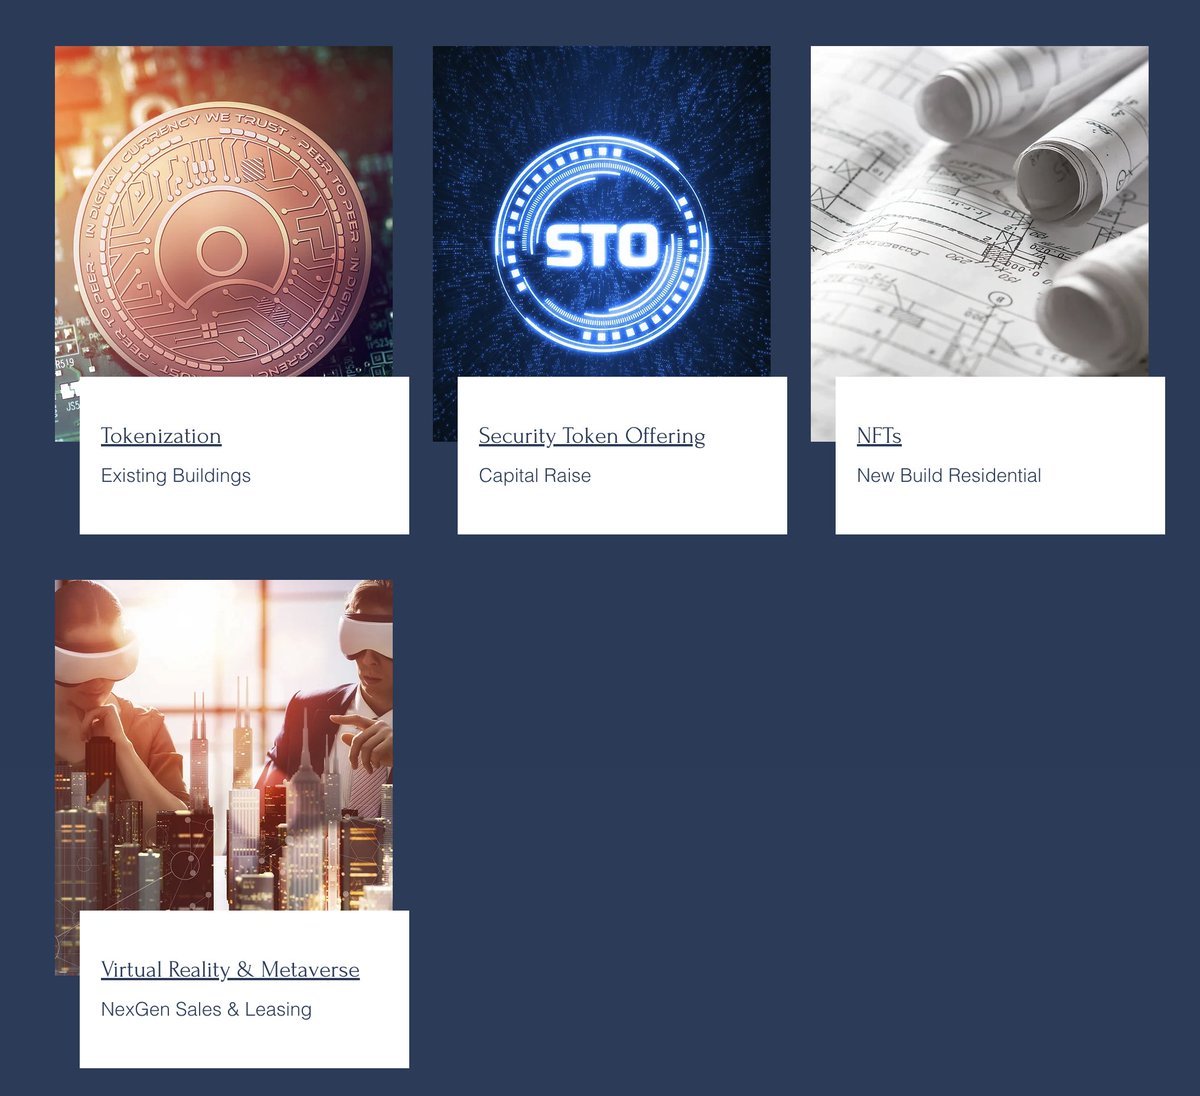 IN DIGITAL CURRENCY WE TRUST - PEER TO PEER - IN DIGITAL CURRENCY
TRUST
PEER TO PEER -
R519
STO
Tokenization
Existing Buildings
Security Token Offering
Capital Raise
NFTs
New Build Residential
Virtual Reality & Metaverse
NexGen Sales & Leasing